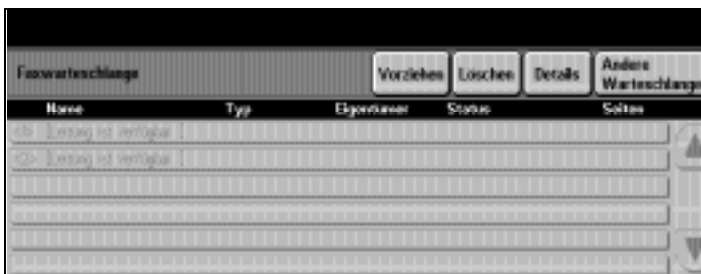 Faxwarteschlange
Vorziehen
Löschen
Details
Andere
Warteschlange
Name Typ Eigentümer Status Seiten
<1> [Leitung ist verfügbar ]
<2> [Leitung ist verfügbar ]